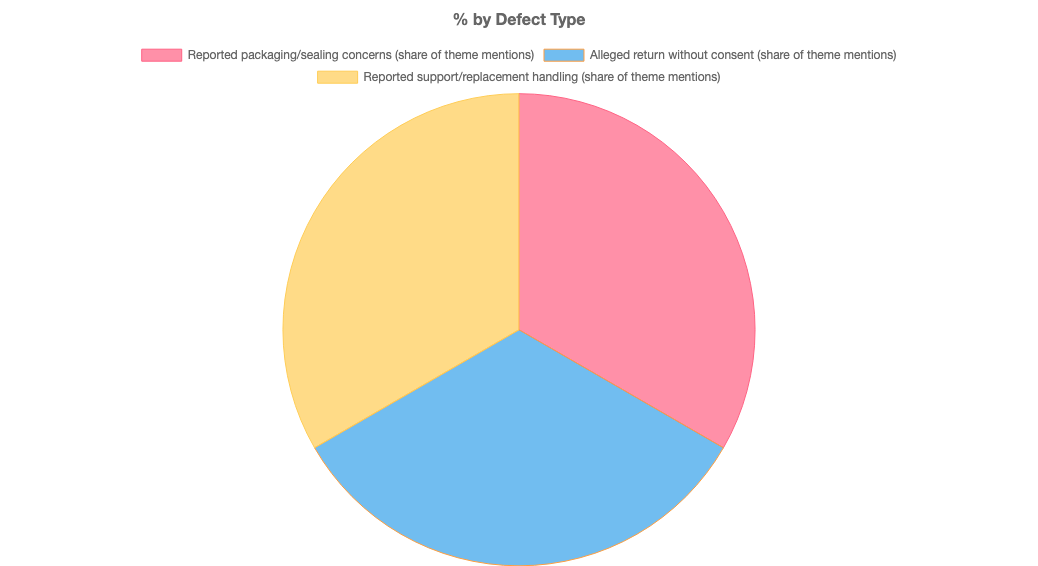 % by Defect Type
Reported packaging/sealing concerns (share of theme mentions) Alleged return without consent (share of theme mentions)
Reported support/replacement handling (share of theme mentions)